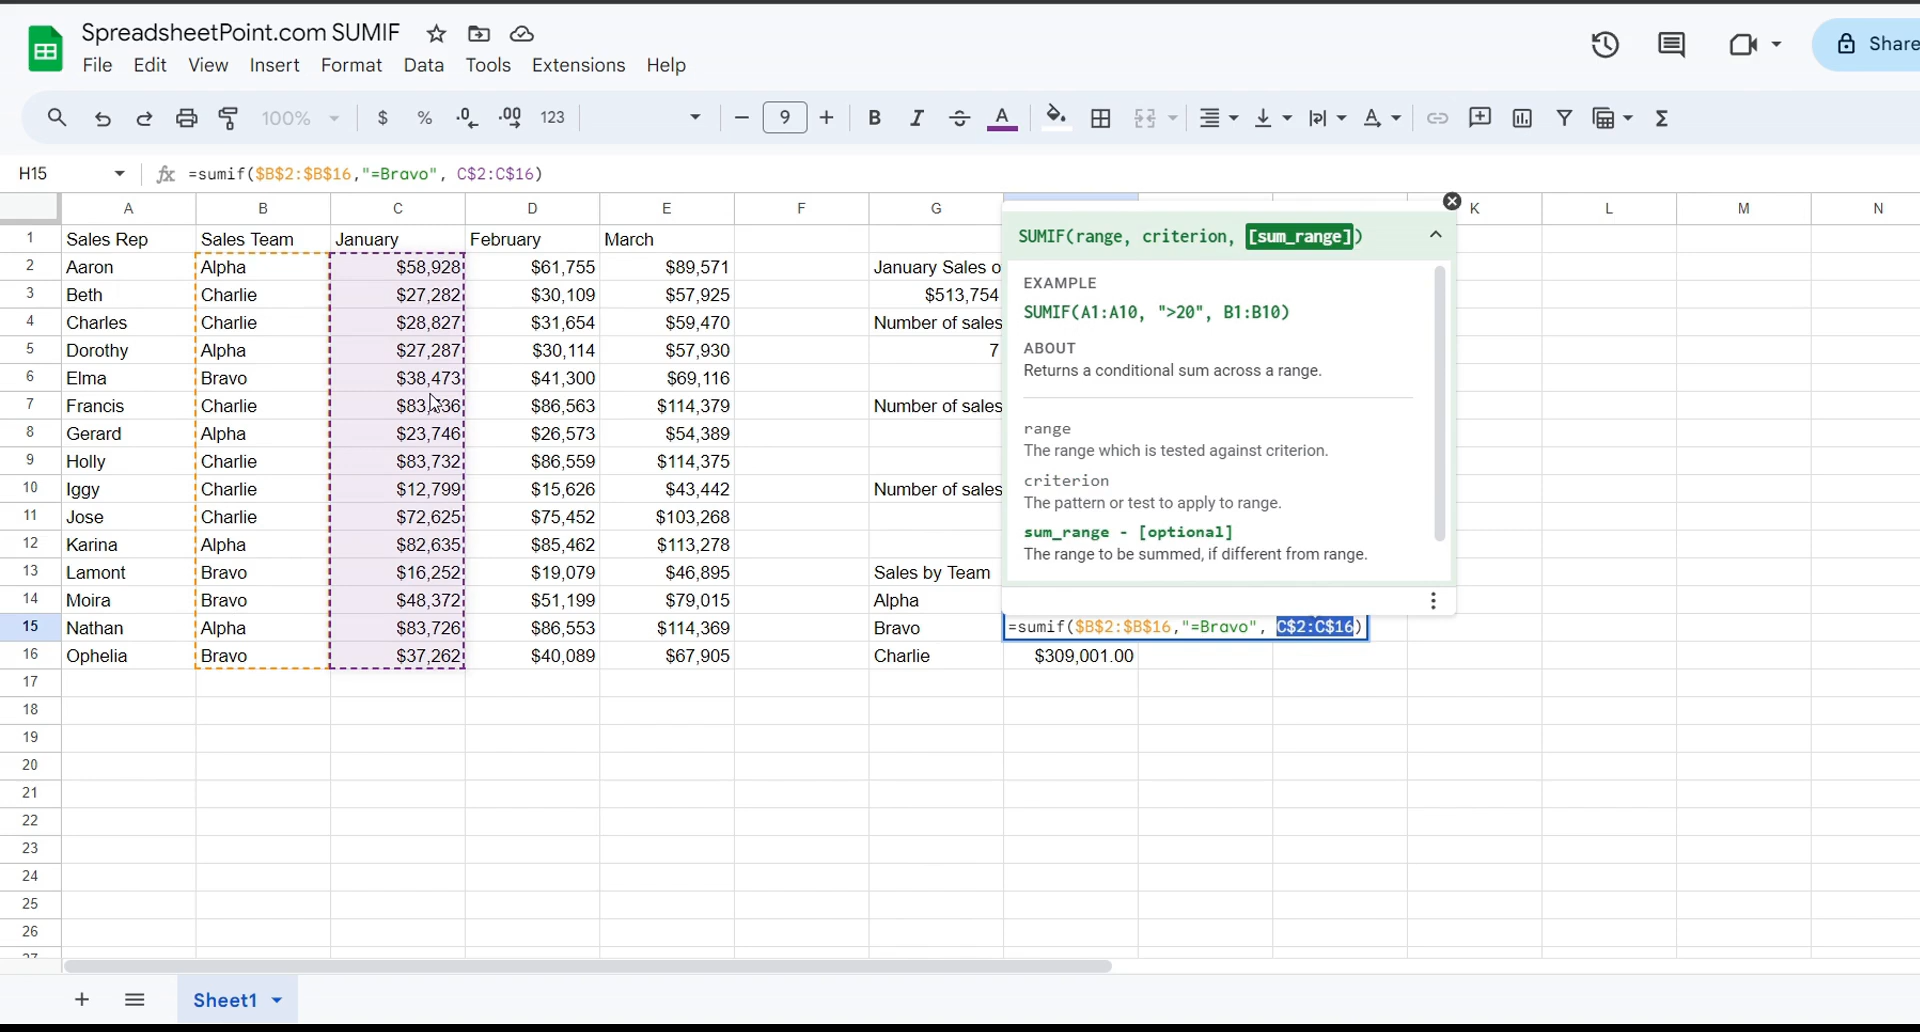 SpreadsheetPoint.com SUMIF
File Edit View Insert Format Data Tools Extensions Help
Share
100% $ % .0 .00 123 9 B I A
H15 fx =sumif($B$2:$B$16,"=Bravo", C$2:C$16)
A B C D E F G K L M N
1 Sales Rep Sales Team January February March
2 Aaron Alpha $58,928 $61,755 $89,571 January Sales o
3 Beth Charlie $27,282 $30,109 $57,925 $513,754
4 Charles Charlie $28,827 $31,654 $59,470 Number of sales
5 Dorothy Alpha $27,287 $30,114 $57,930 7
6 Elma Bravo $38,473 $41,300 $69,116
7 Francis Charlie $86,563 $114,379 Number of sales
8 Gerard Alpha $23,746 $26,573 $54,389
9 Holly Charlie $83,732 $86,559 $114,375
10 Iggy Charlie $12,799 $15,626 $43,442 Number of sales
11 Jose Charlie $72,625 $75,452 $103,268
12 Karina Alpha $82,635 $85,462 $113,278
13 Lamont Bravo $16,252 $19,079 $46,895 Sales by Team
14 Moira Bravo $48,372 $51,199 $79,015 Alpha
15 Nathan Alpha $83,726 $86,553 $114,369 Bravo =sumif($B$2:$B$16,"=Bravo", C$2:C$16)
16 Ophelia Bravo $37,262 $40,089 $67,905 Charlie $309,001.00
17
18
19
20
21
22
23
24
25
26
27
SUMIF(range, criterion, [sum_range])
EXAMPLE
SUMIF(A1:A10, ">20", B1:B10)
ABOUT
Returns a conditional sum across a range.
range
The range which is tested against criterion.
criterion
The pattern or test to apply to range.
sum_range - [optional]
The range to be summed, if different from range.
Sheet1